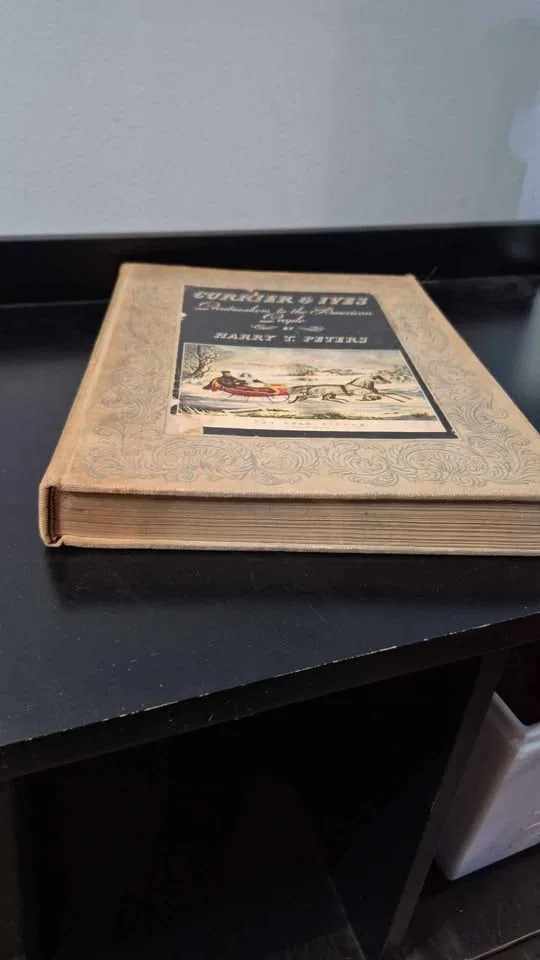 CURRIER & IVES
Printmakers to the American
People
BY
HARRY T. PETERS